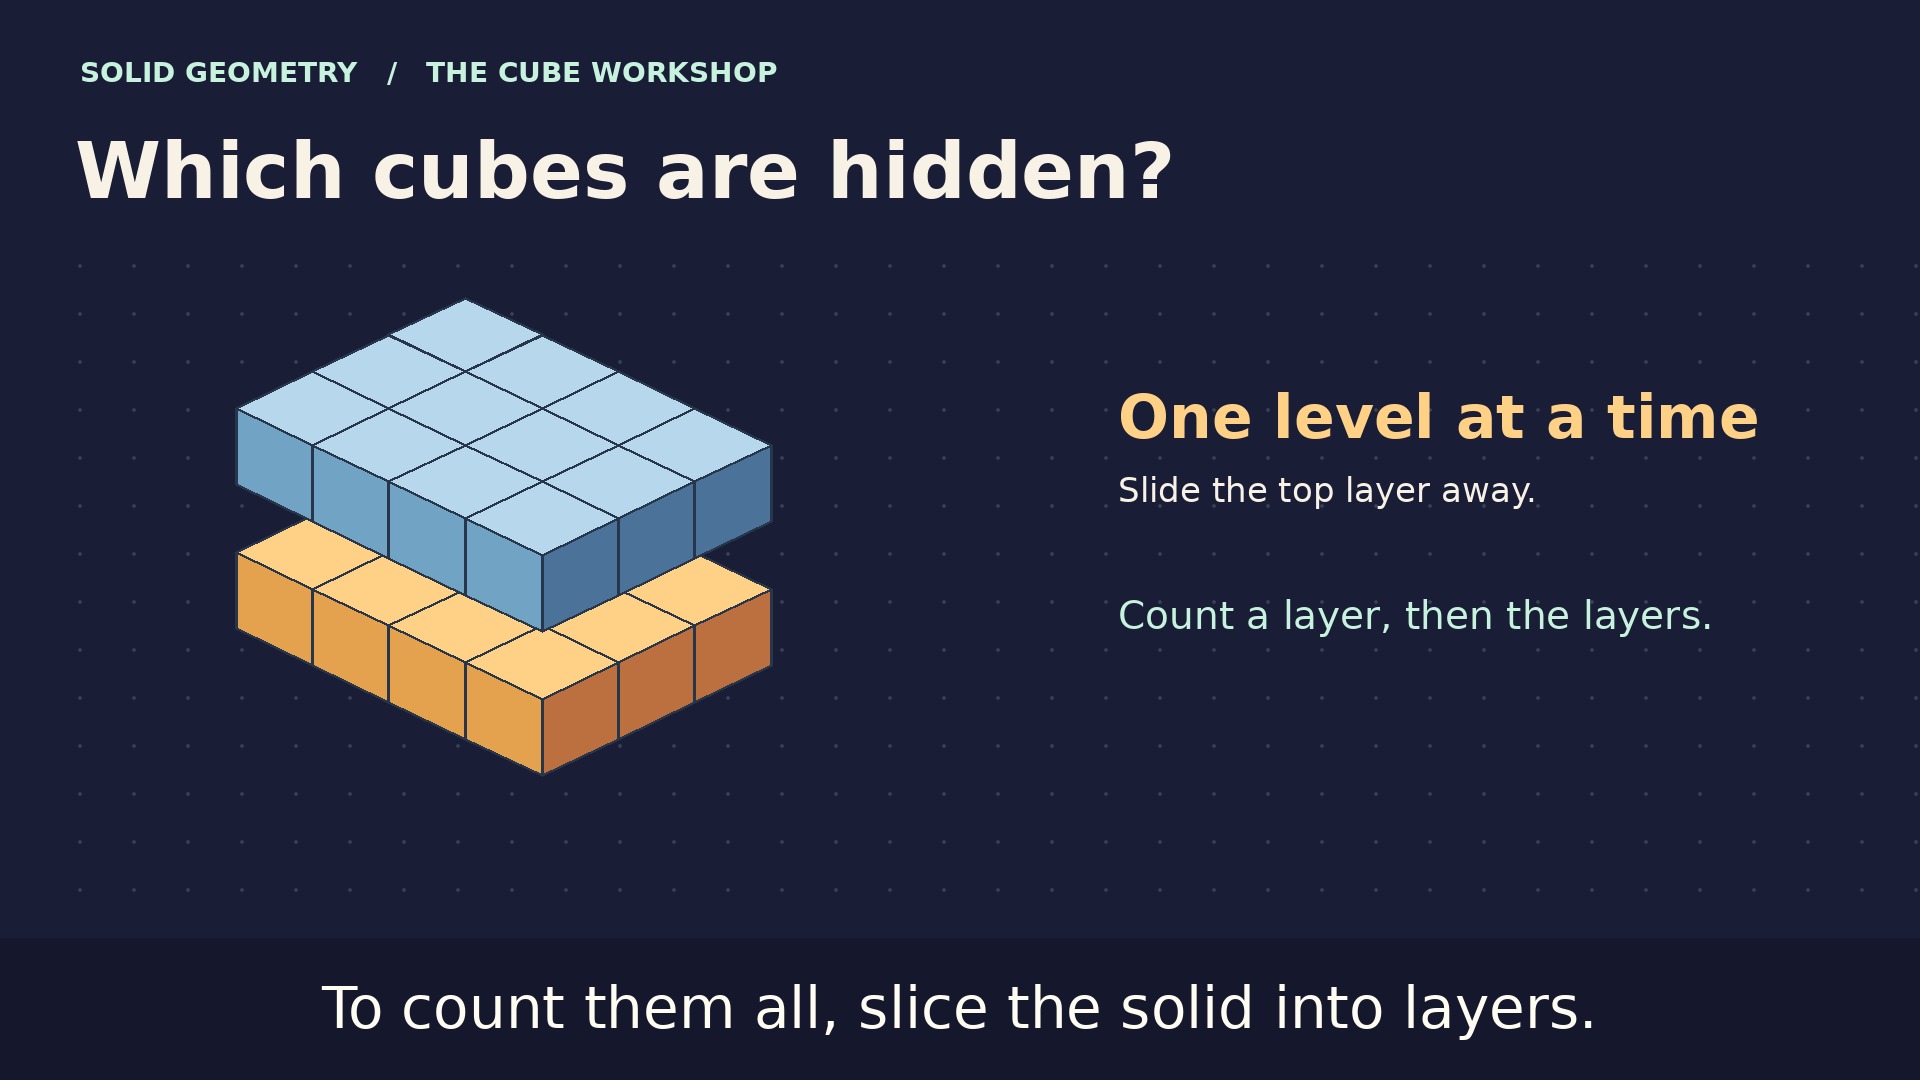 SOLID GEOMETRY / THE CUBE WORKSHOP
Which cubes are hidden?
One level at a time
Slide the top layer away.
Count a layer, then the layers.
To count them all, slice the solid into layers.